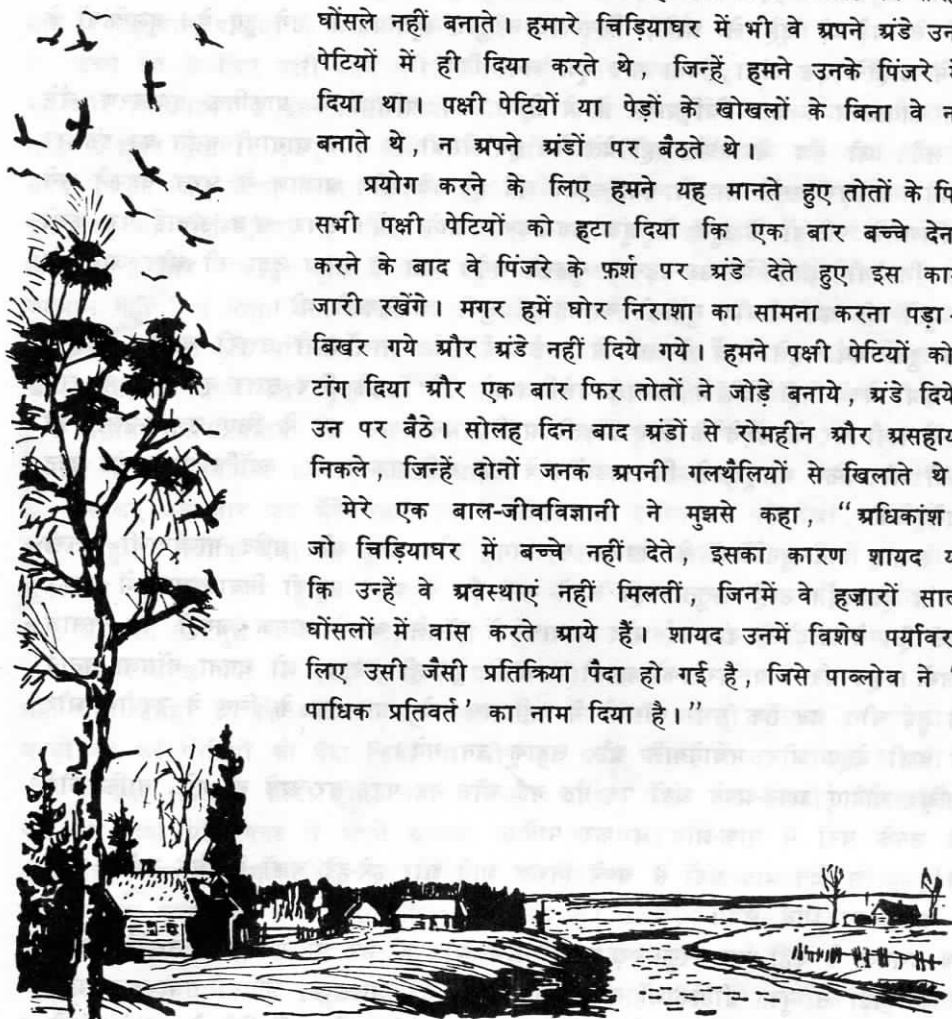 घोंसले नहीं बनाते। हमारे चिड़ियाघर में भी वे अपने अंडे उन
पेटियों में ही दिया करते थे, जिन्हें हमने उनके पिंजरे
दिया था। पक्षी पेटियों या पेड़ों के खोखलों के बिना वे न
बनाते थे, न अपने अंडों पर बैठते थे।
प्रयोग करने के लिए हमने यह मानते हुए तोतों के पिं
सभी पक्षी पेटियों को हटा दिया कि एक बार बच्चे देन
करने के बाद वे पिंजरे के फ़र्श पर अंडे देते हुए इस का
जारी रखेंगे। मगर हमें घोर निराशा का सामना करना पड़ा
बिखर गये और अंडे नहीं दिये गये। हमने पक्षी पेटियों को
टांग दिया और एक बार फिर तोतों ने जोड़े बनाये, अंडे दिये
उन पर बैठे। सोलह दिन बाद अंडों से रोमहीन और असहाय
निकले, जिन्हें दोनों जनक अपनी गलथैलियों से खिलाते थे
मेरे एक बाल-जीवविज्ञानी ने मुझसे कहा, “अधिकांश
जो चिड़ियाघर में बच्चे नहीं देते, इसका कारण शायद य
कि उन्हें वे अवस्थाएं नहीं मिलतीं, जिनमें वे हजारों साल
घोंसलों में वास करते आये हैं। शायद उनमें विशेष पर्यावर
लिए उसी जैसी प्रतिक्रिया पैदा हो गई है, जिसे पाव्लोव ने
पाधिक प्रतिवर्त’ का नाम दिया है।”